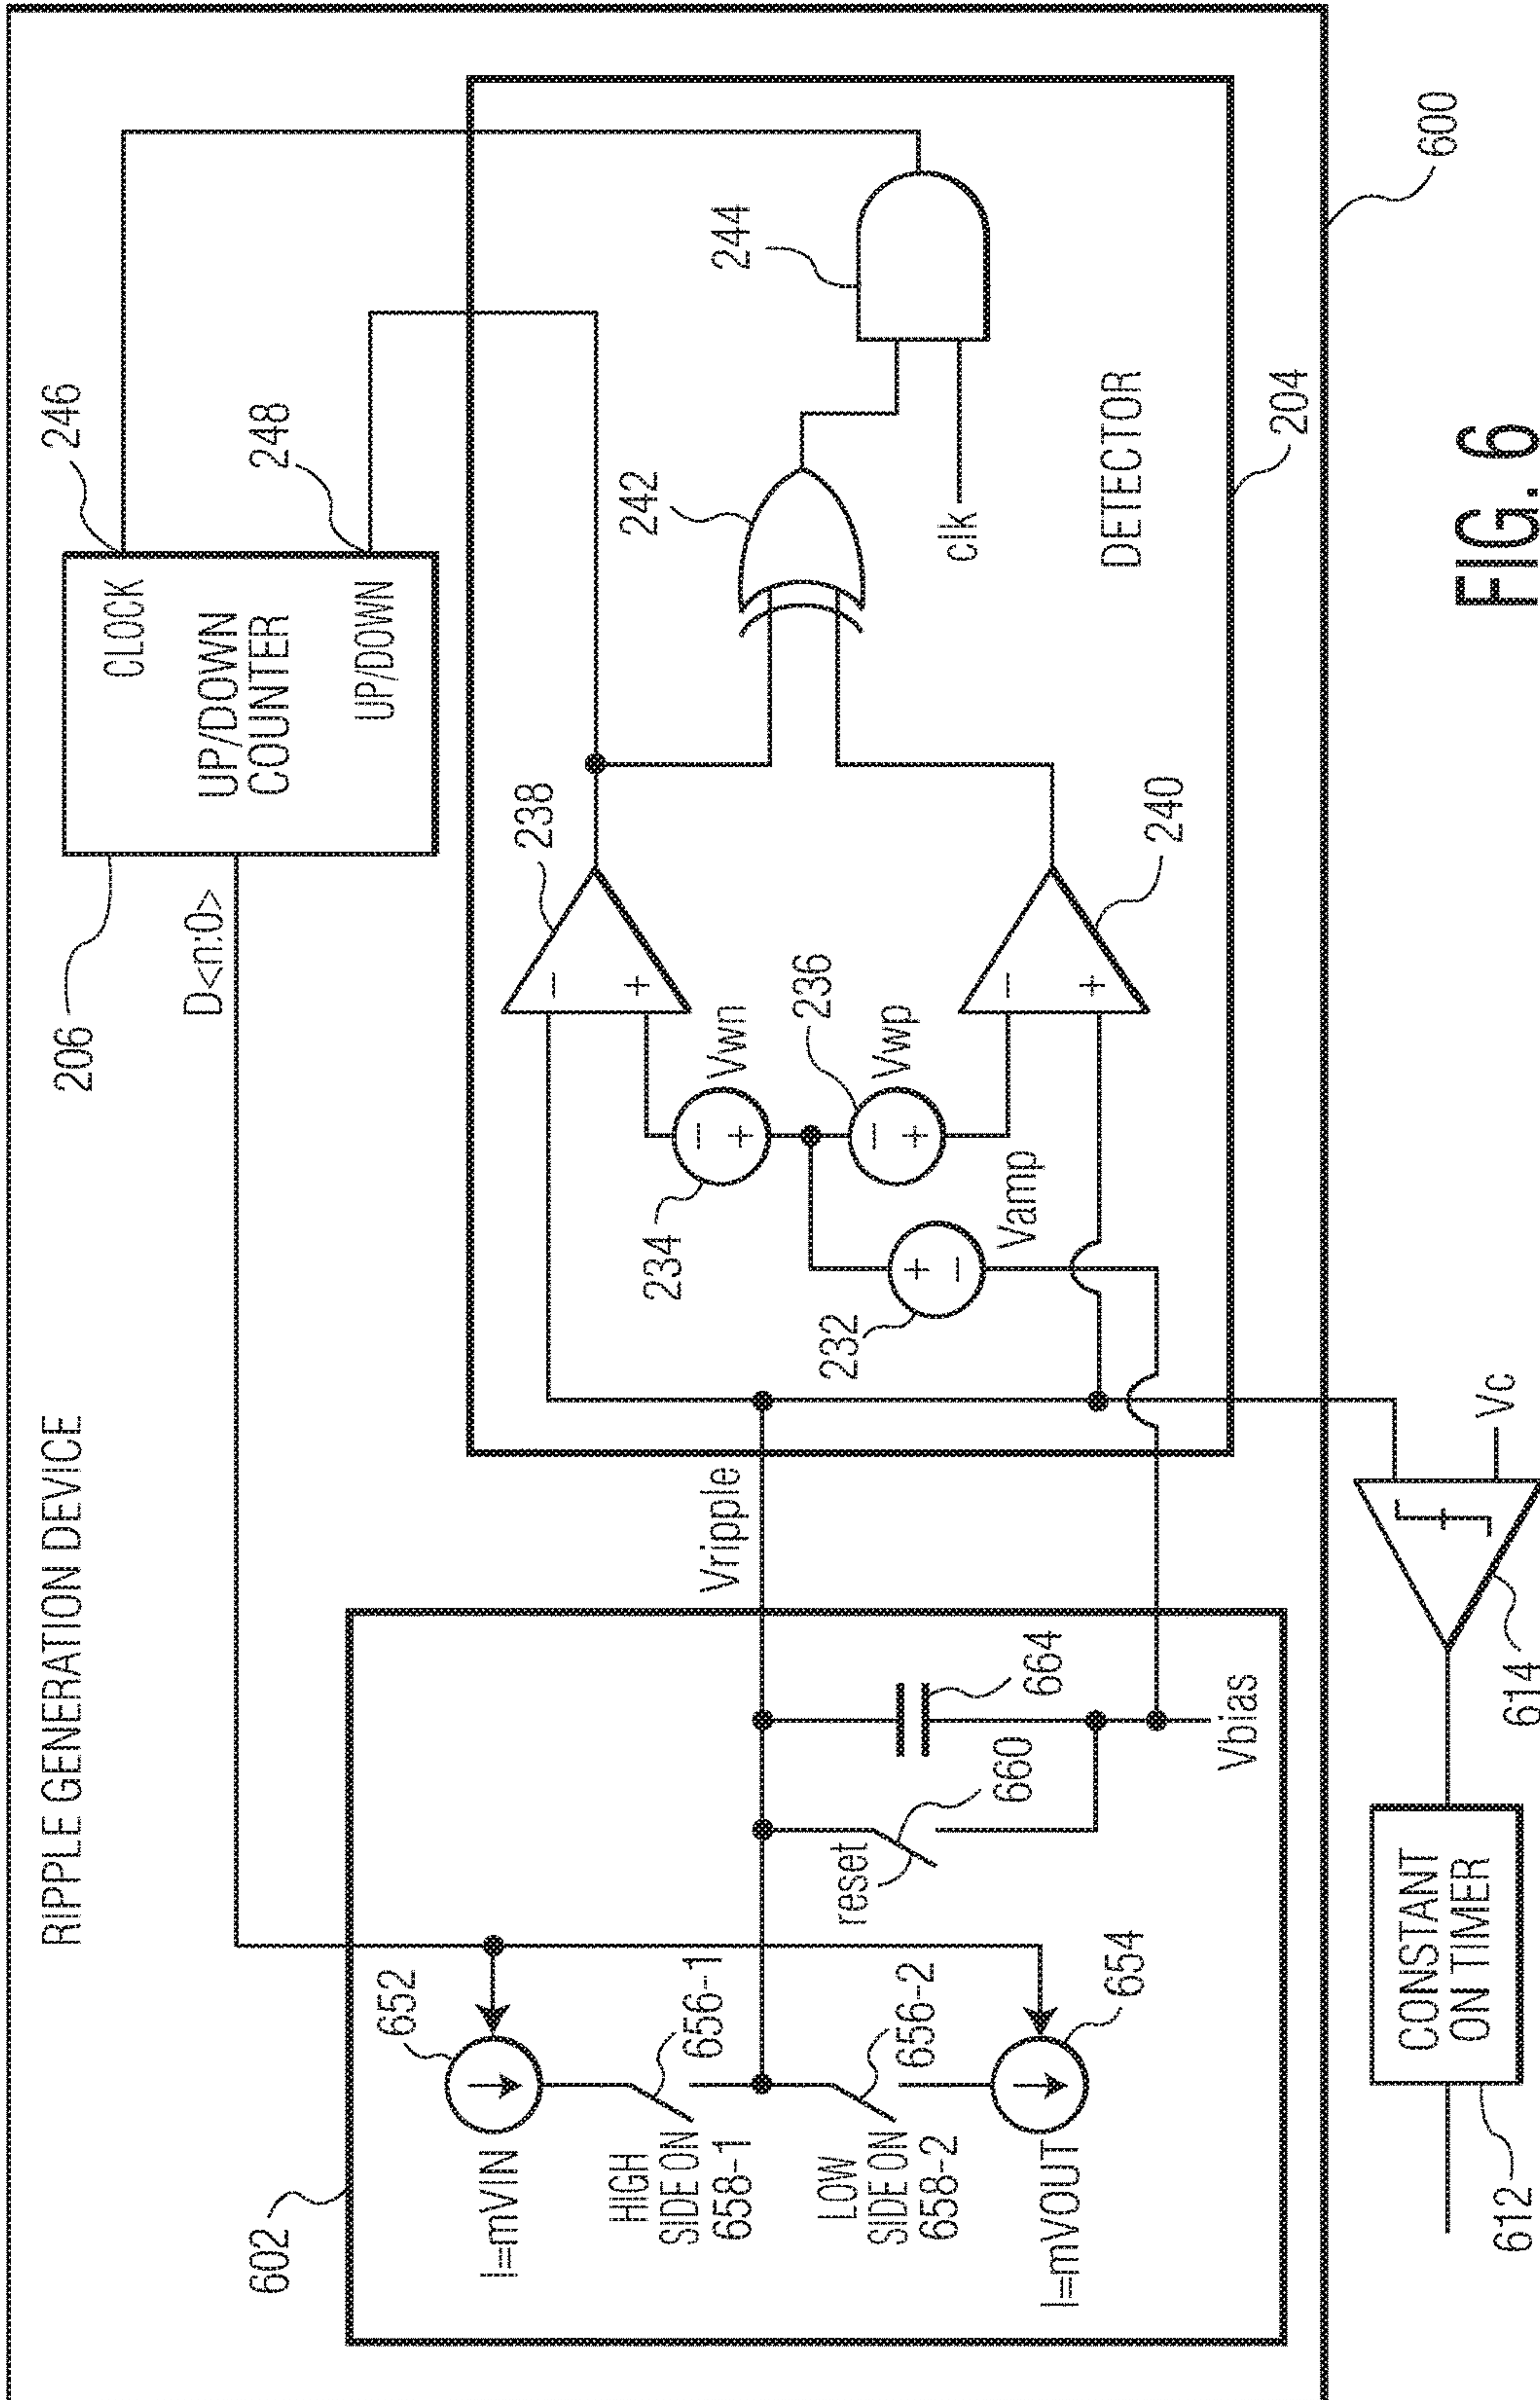 RIPPLE GENERATION DEVICE
206
D<n:0>
CLOCK
UP/DOWN
COUNTER
UP/DOWN
246
248
602
652
I=mVIN
HIGH
SIDE ON
658-1
656-1
LOW
SIDE ON
658-2
656-2
I=mVOUT
654
reset
660
664
Vbias
Vripple
238
−
+
234
−
+
Vwn
236
−
+
Vwp
232
+
−
Vamp
−
+
240
242
244
clk
DETECTOR
204
600
612
CONSTANT
ON TIMER
614
Vc
FIG. 6